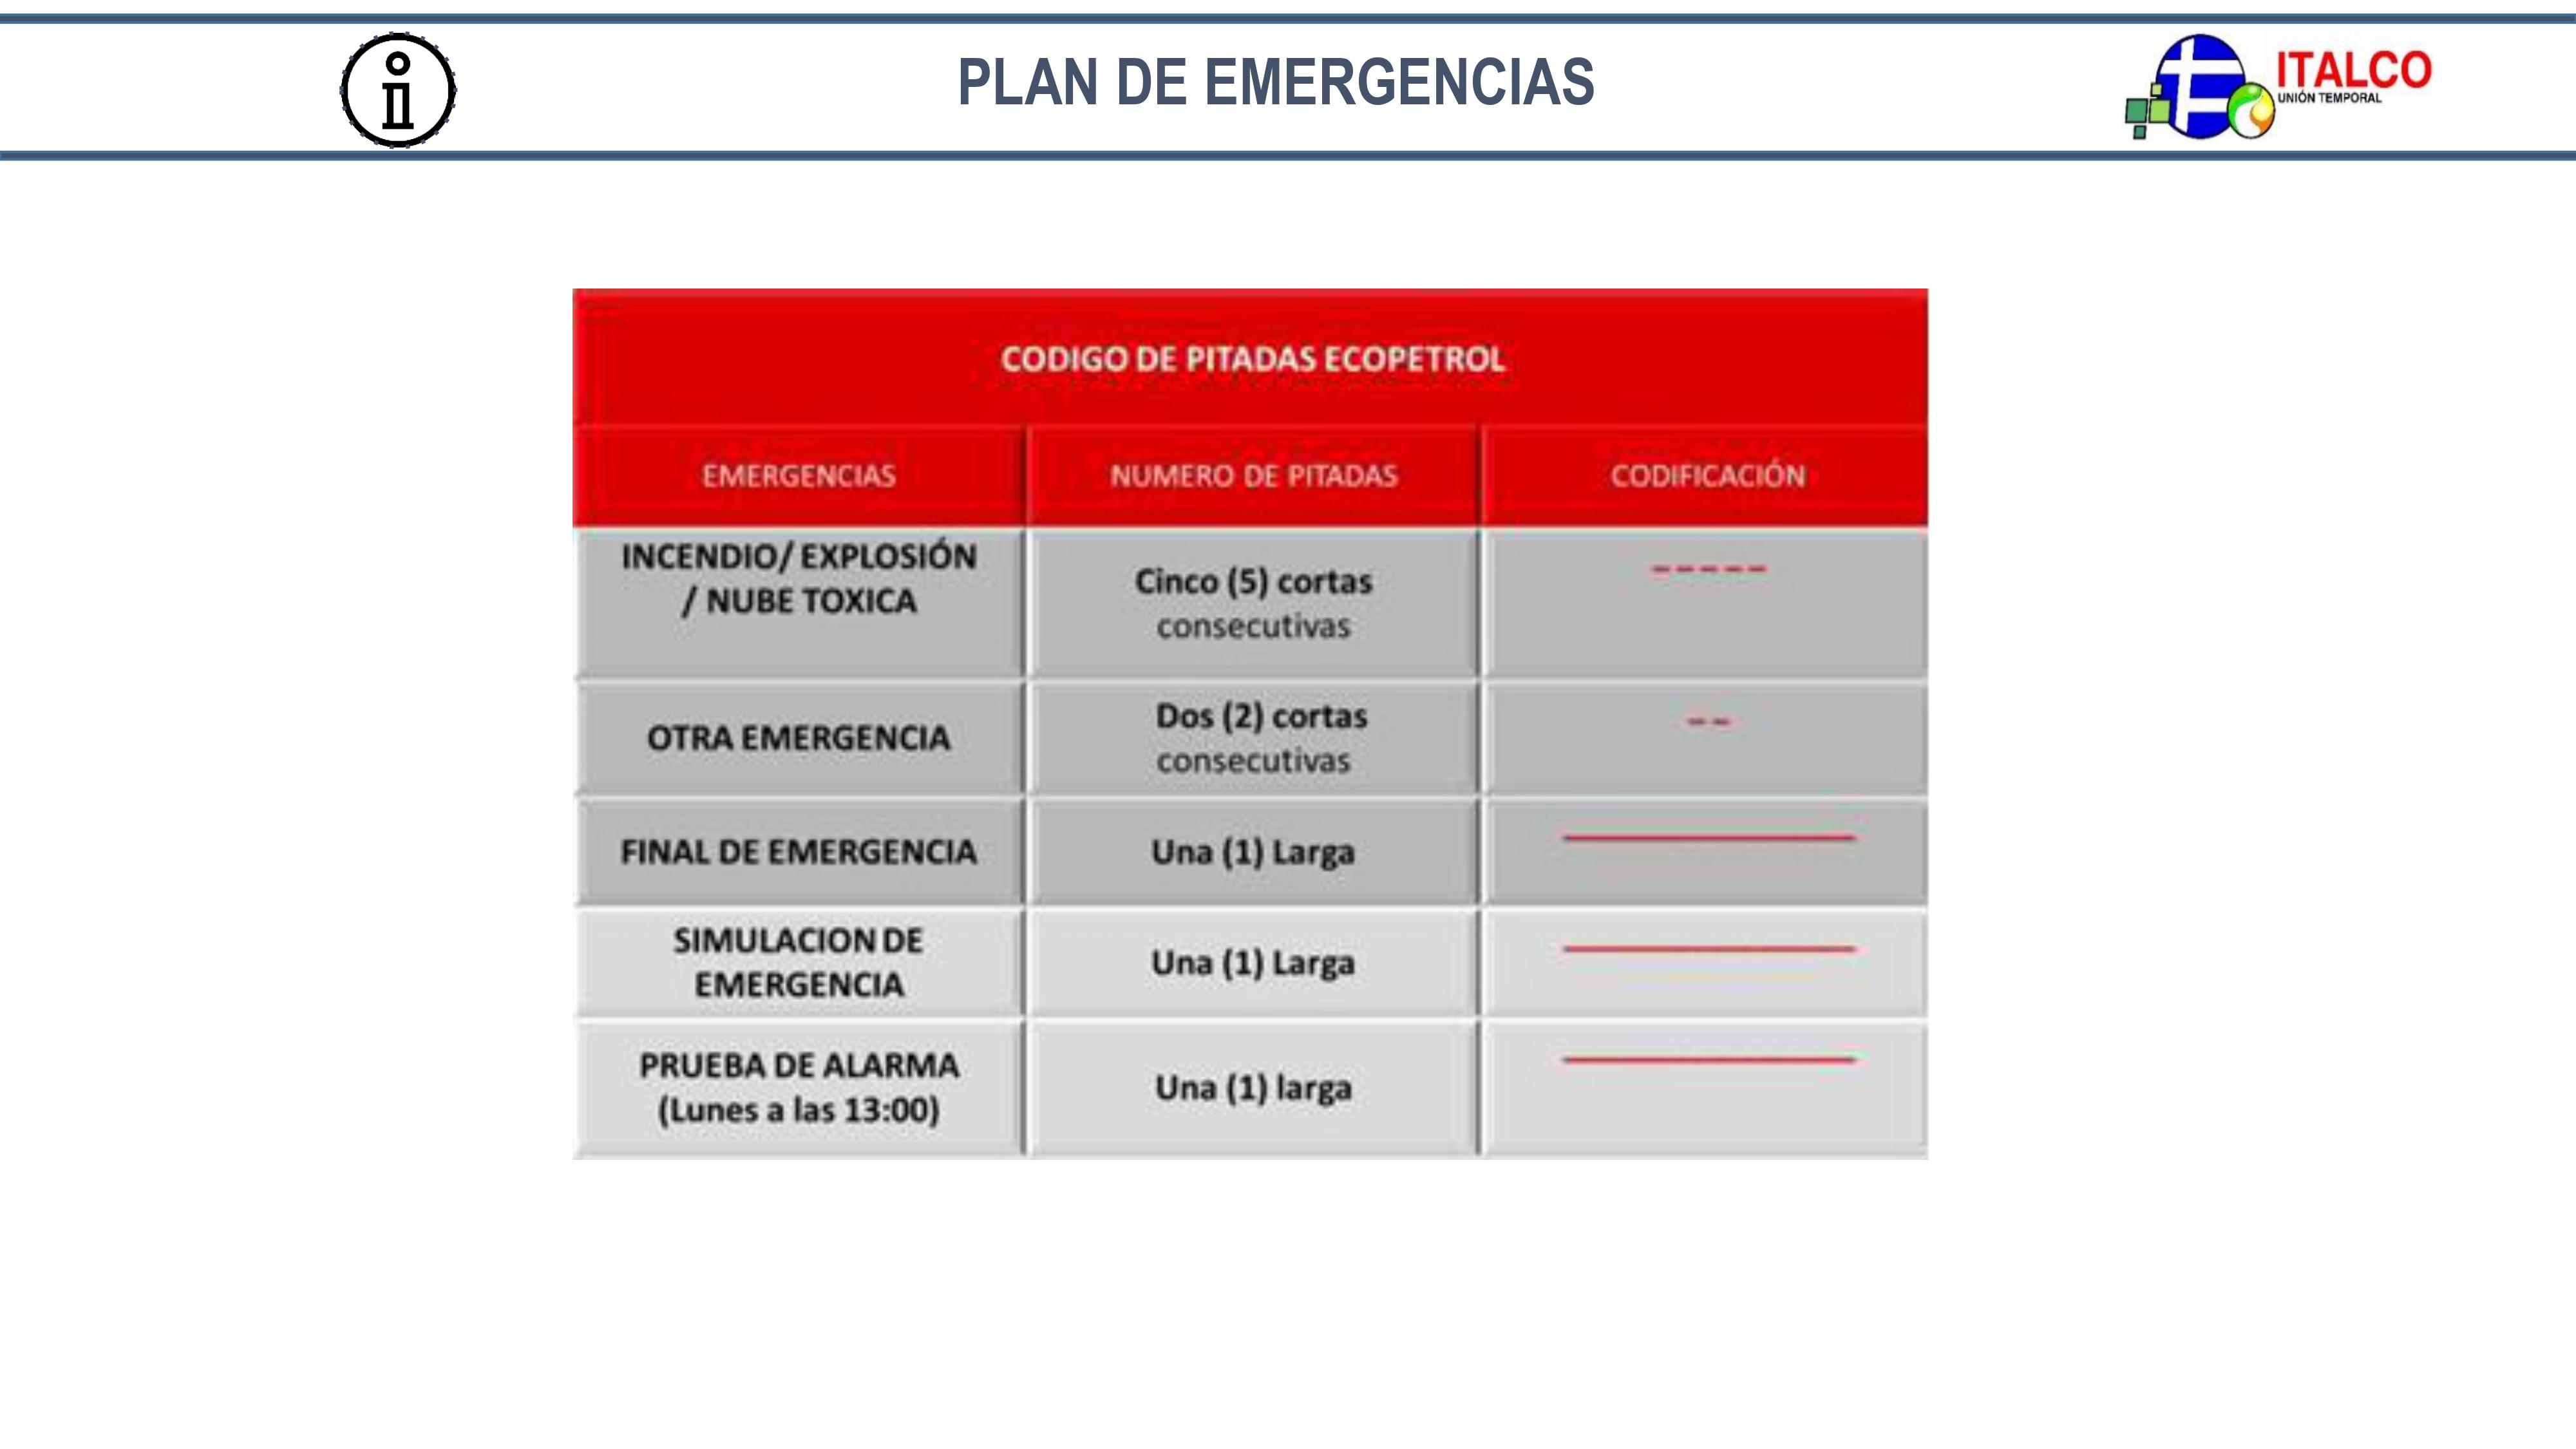 PLAN DE EMERGENCIAS
ITALCO
UNIÓN TEMPORAL
CODIGO DE PITADAS ECOPETROL
EMERGENCIAS
NUMERO DE PITADAS
CODIFICACIÓN
INCENDIO/ EXPLOSIÓN
/ NUBE TOXICA
Cinco (5) cortas
consecutivas
- - - - -
OTRA EMERGENCIA
Dos (2) cortas
consecutivas
- -
FINAL DE EMERGENCIA
Una (1) Larga
SIMULACION DE
EMERGENCIA
Una (1) Larga
PRUEBA DE ALARMA
(Lunes a las 13:00)
Una (1) larga